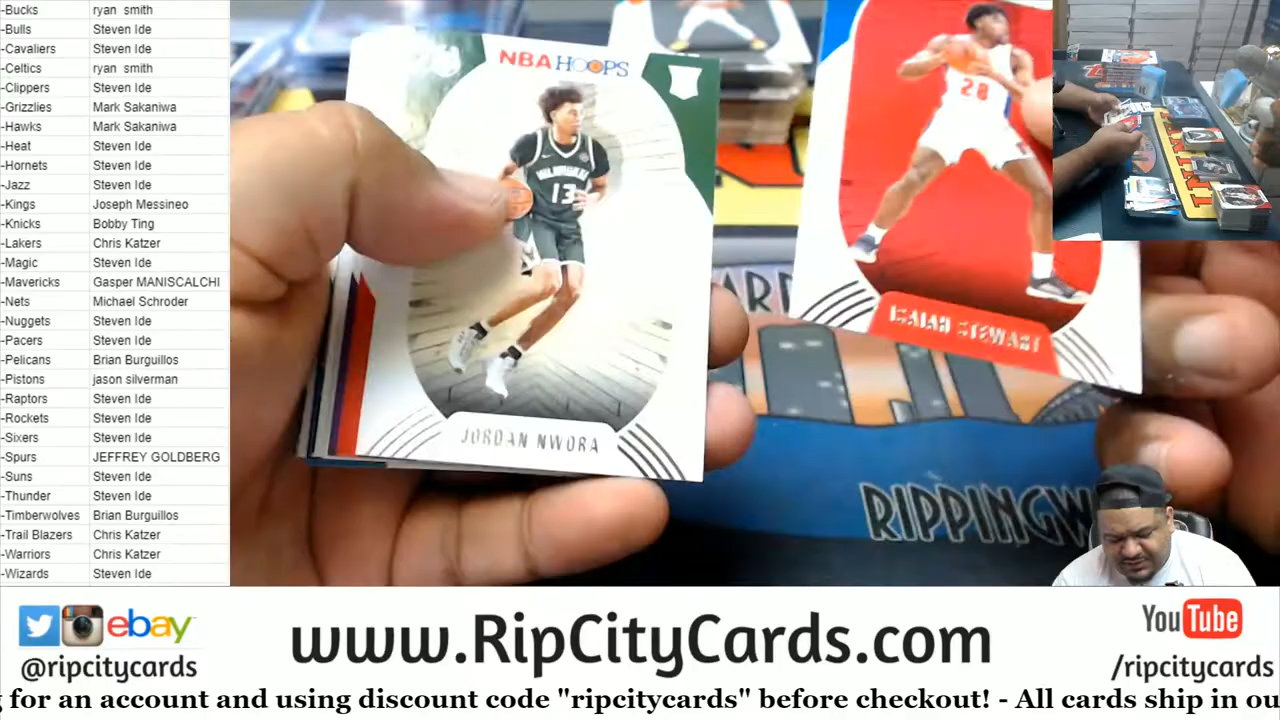 -Bucks ryan smith
-Bulls Steven Ide
-Cavaliers Steven Ide
-Celtics ryan smith
-Clippers Steven Ide
-Grizzlies Mark Sakaniwa
-Hawks Mark Sakaniwa
-Heat Steven Ide
-Hornets Steven Ide
-Jazz Steven Ide
-Kings Joseph Messineo
-Knicks Bobby Ting
-Lakers Chris Katzer
-Magic Steven Ide
-Mavericks Gasper MANISCALCHI
-Nets Michael Schroder
-Nuggets Steven Ide
-Pacers Steven Ide
-Pelicans Brian Burguillos
-Pistons jason silverman
-Raptors Steven Ide
-Rockets Steven Ide
-Sixers Steven Ide
-Spurs JEFFREY GOLDBERG
-Suns Steven Ide
-Thunder Steven Ide
-Timberwolves Brian Burguillos
-Trail Blazers Chris Katzer
-Warriors Chris Katzer
-Wizards Steven Ide
NBA HOOPS
MILWAUKEE
13
JORDAN NWORA
28
ISAIAH STEWART
ARD
RIPPINGW
PANINI
ebay
@ripcitycards
www.RipCityCards.com
YouTube
/ripcitycards
g for an account and using discount code "ripcitycards" before checkout! - All cards ship in ou